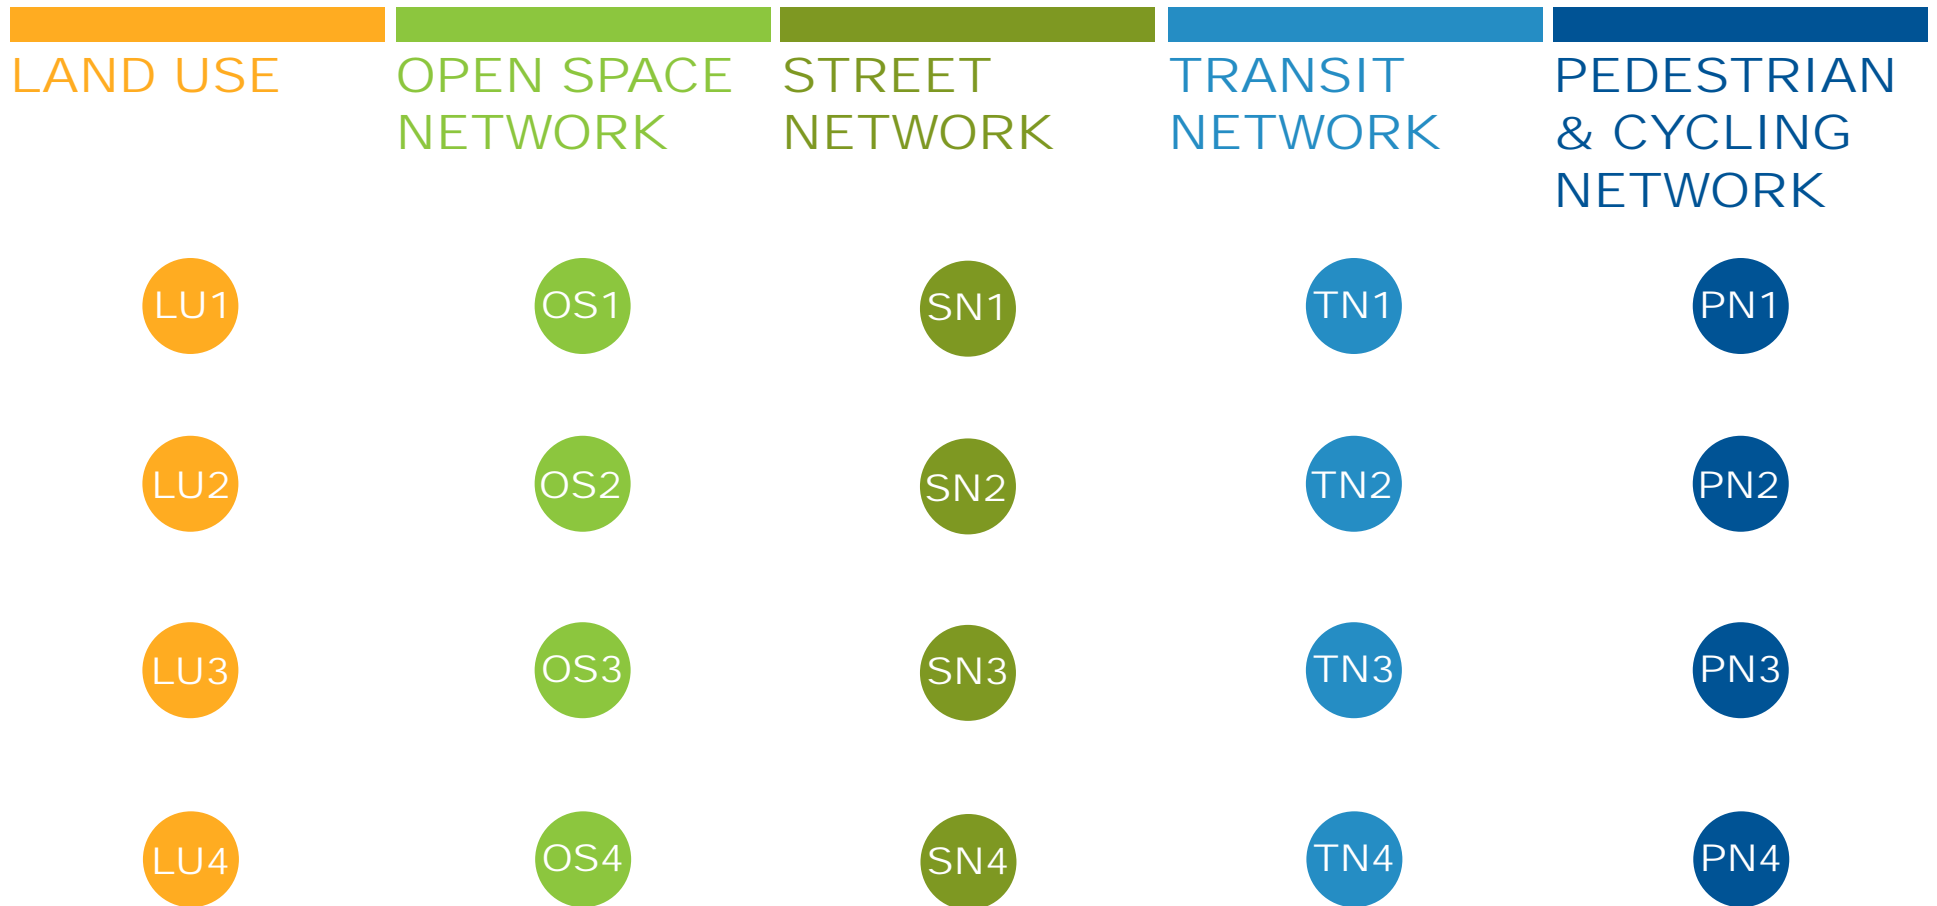 LAND USE
OPEN SPACE
NETWORK
STREET
NETWORK
TRANSIT
NETWORK
PEDESTRIAN
& CYCLING
NETWORK
LU1
OS1
SN1
TN1
PN1
LU2
OS2
SN2
TN2
PN2
LU3
OS3
SN3
TN3
PN3
LU4
OS4
SN4
TN4
PN4